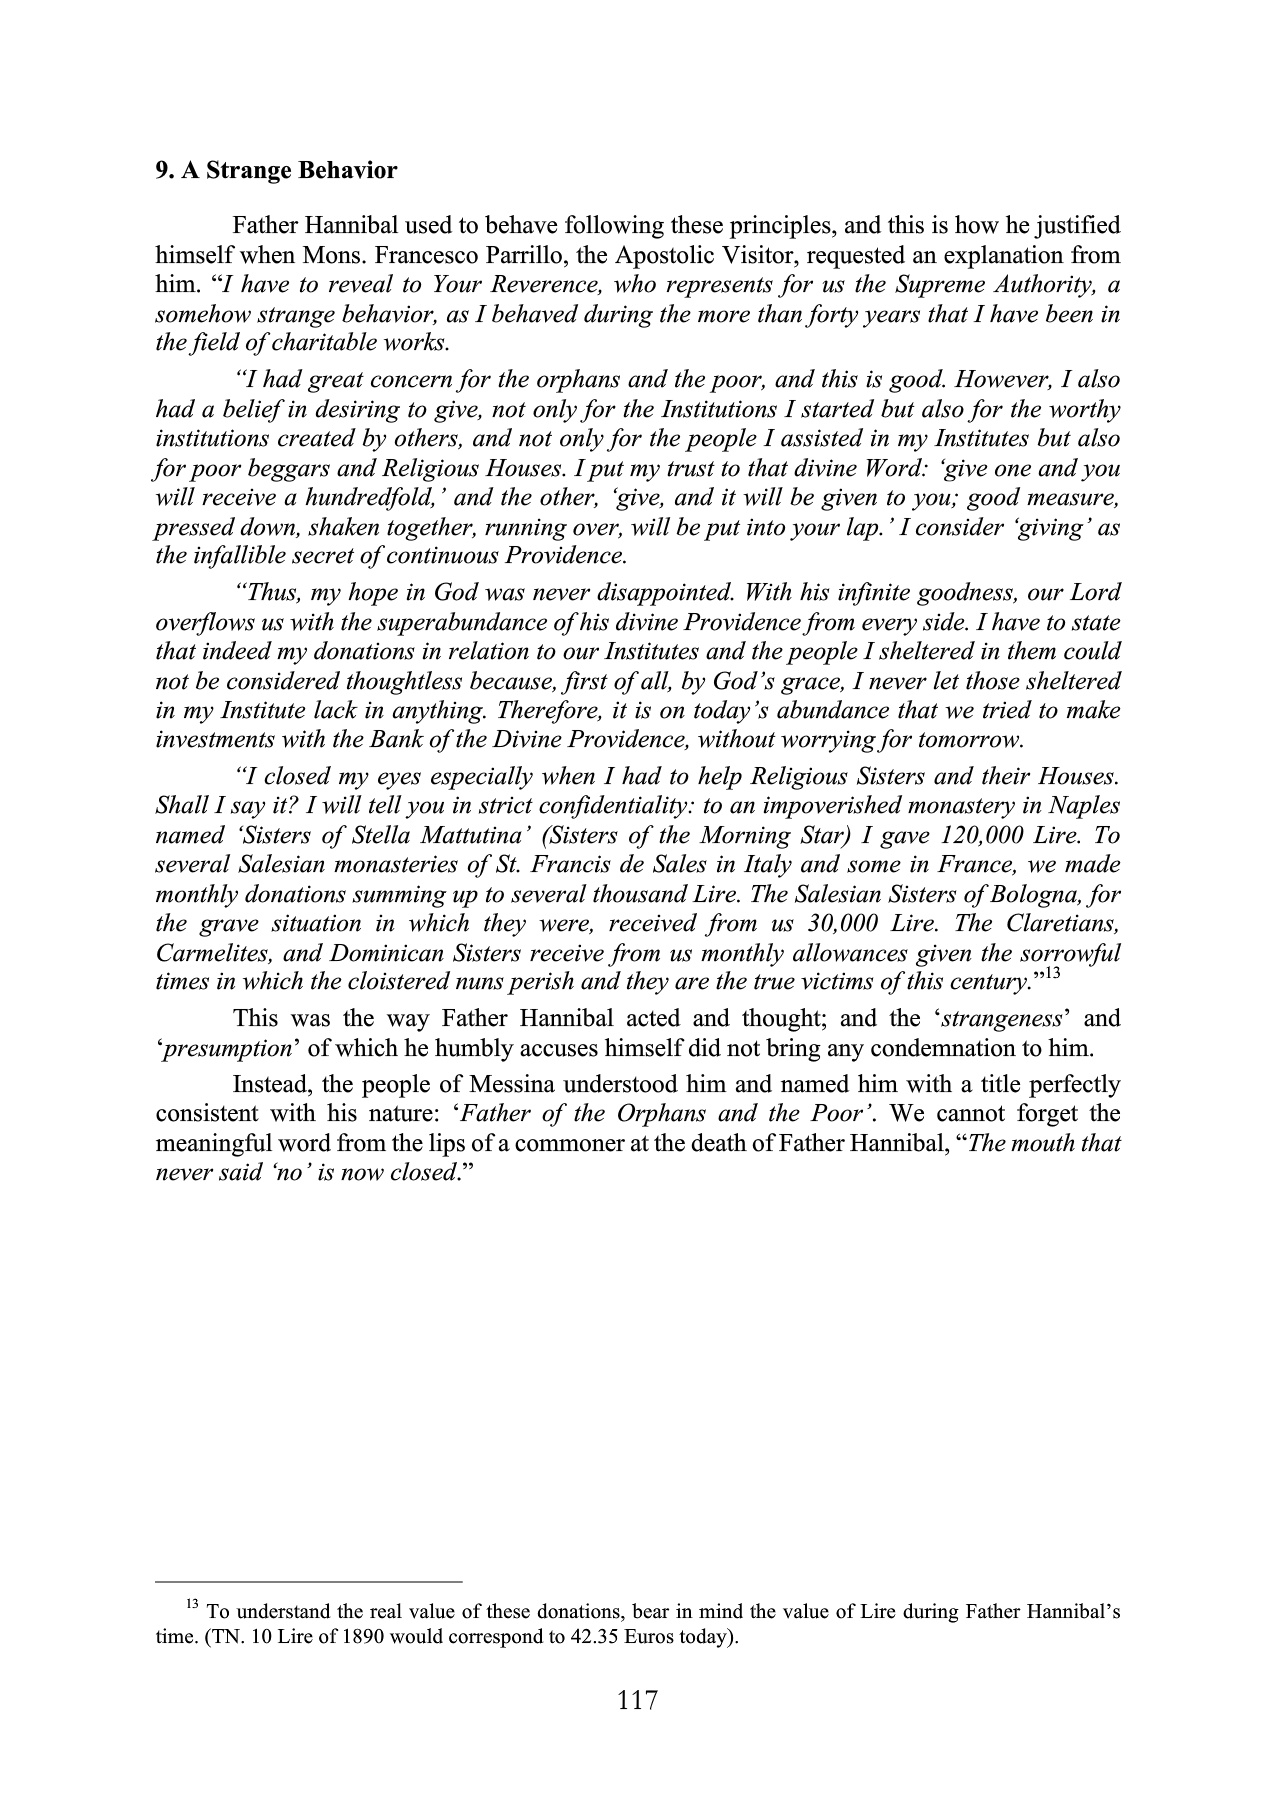 9. A Strange Behavior
Father Hannibal used to behave following these principles, and this is how he justified
himself when Mons. Francesco Parrillo, the Apostolic Visitor, requested an explanation from
him. “I have to reveal to Your Reverence, who represents for us the Supreme Authority, a
somehow strange behavior, as I behaved during the more than forty years that I have been in
the field of charitable works.
“I had great concern for the orphans and the poor, and this is good. However, I also
had a belief in desiring to give, not only for the Institutions I started but also for the worthy
institutions created by others, and not only for the people I assisted in my Institutes but also
for poor beggars and Religious Houses. I put my trust to that divine Word: ‘give one and you
will receive a hundredfold,’ and the other, ‘give, and it will be given to you; good measure,
pressed down, shaken together, running over, will be put into your lap.’ I consider ‘giving’ as
the infallible secret of continuous Providence.
“Thus, my hope in God was never disappointed. With his infinite goodness, our Lord
overflows us with the superabundance of his divine Providence from every side. I have to state
that indeed my donations in relation to our Institutes and the people I sheltered in them could
not be considered thoughtless because, first of all, by God’s grace, I never let those sheltered
in my Institute lack in anything. Therefore, it is on today’s abundance that we tried to make
investments with the Bank of the Divine Providence, without worrying for tomorrow.
“I closed my eyes especially when I had to help Religious Sisters and their Houses.
Shall I say it? I will tell you in strict confidentiality: to an impoverished monastery in Naples
named ‘Sisters of Stella Mattutina’ (Sisters of the Morning Star) I gave 120,000 Lire. To
several Salesian monasteries of St. Francis de Sales in Italy and some in France, we made
monthly donations summing up to several thousand Lire. The Salesian Sisters of Bologna, for
the grave situation in which they were, received from us 30,000 Lire. The Claretians,
Carmelites, and Dominican Sisters receive from us monthly allowances given the sorrowful
times in which the cloistered nuns perish and they are the true victims of this century.”13
This was the way Father Hannibal acted and thought; and the ‘strangeness’ and
‘presumption’ of which he humbly accuses himself did not bring any condemnation to him.
Instead, the people of Messina understood him and named him with a title perfectly
consistent with his nature: ‘Father of the Orphans and the Poor’. We cannot forget the
meaningful word from the lips of a commoner at the death of Father Hannibal, “The mouth that
never said ‘no’ is now closed.”
13 To understand the real value of these donations, bear in mind the value of Lire during Father Hannibal’s
time. (TN. 10 Lire of 1890 would correspond to 42.35 Euros today).
117